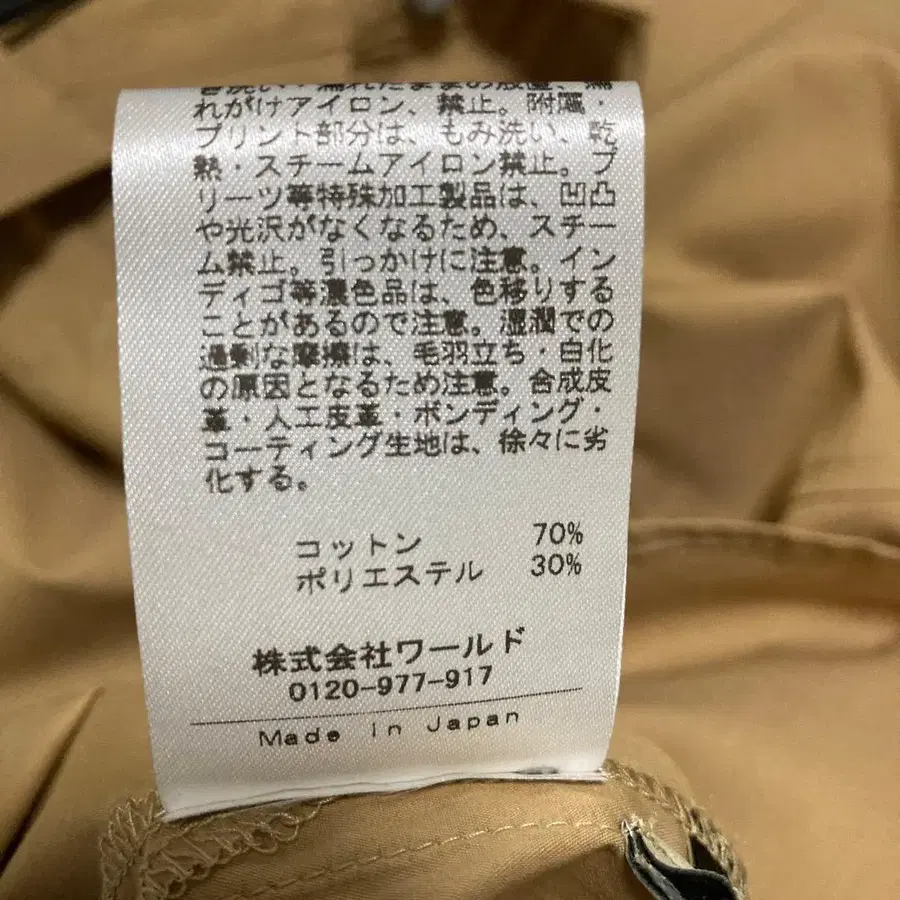 れがけアイロン、禁止。附属・
プリント部分は、もみ洗い、乾
熱・スチームアイロン禁止。プ
リーツ等特殊加工製品は、凹凸
や光沢がなくなるため、スチー
ム禁止。引っかけに注意。イン
ディゴ等濃色品は、色移りする
ことがあるので注意。湿潤での
過剰な摩擦は、毛羽立ち・白化
の原因となるため注意。合成皮
革・人工皮革・ボンディング・
コーティング生地は、徐々に劣
化する。
コットン 70%
ポリエステル 30%
株式会社ワールド
0120-977-917
Made in Japan